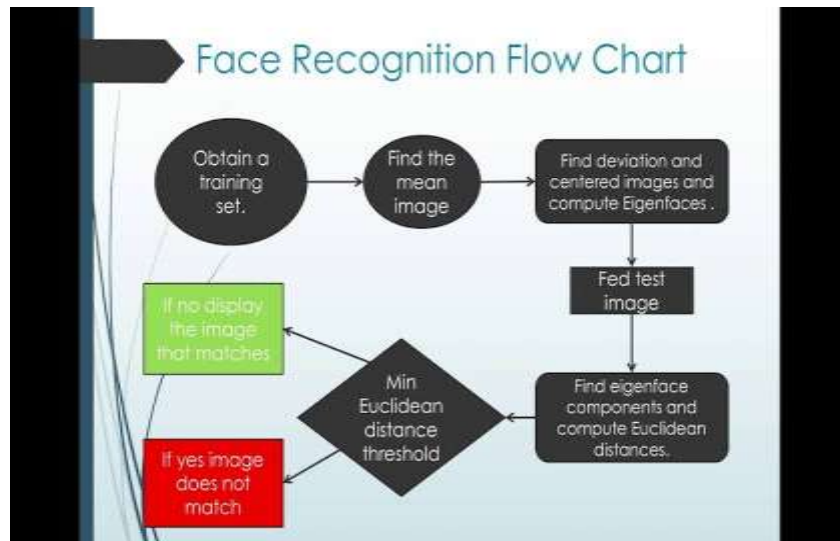 Face Recognition Flow Chart
Obtain a
training
set.
Find the
mean
image
Find deviation and
centered images and
compute Eigenfaces .
Fed test
image
Find eigenface
components and
compute Euclidean
distances.
Min
Euclidean
distance
threshold
If no display
the image
that matches
If yes image
does not
match